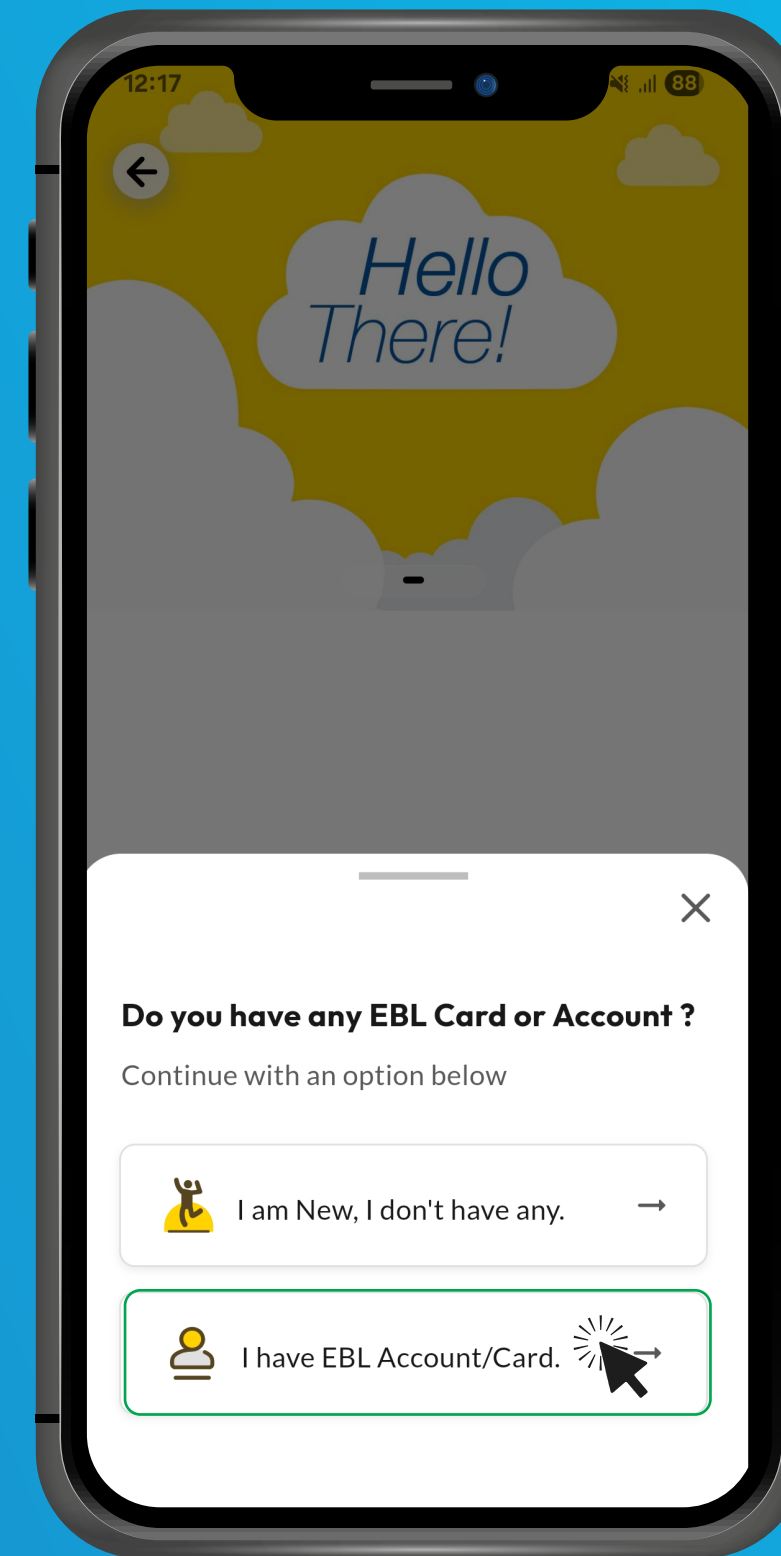 12:17
88
Hello
There!
Do you have any EBL Card or Account ?
Continue with an option below
I am New, I don't have any.
I have EBL Account/Card.